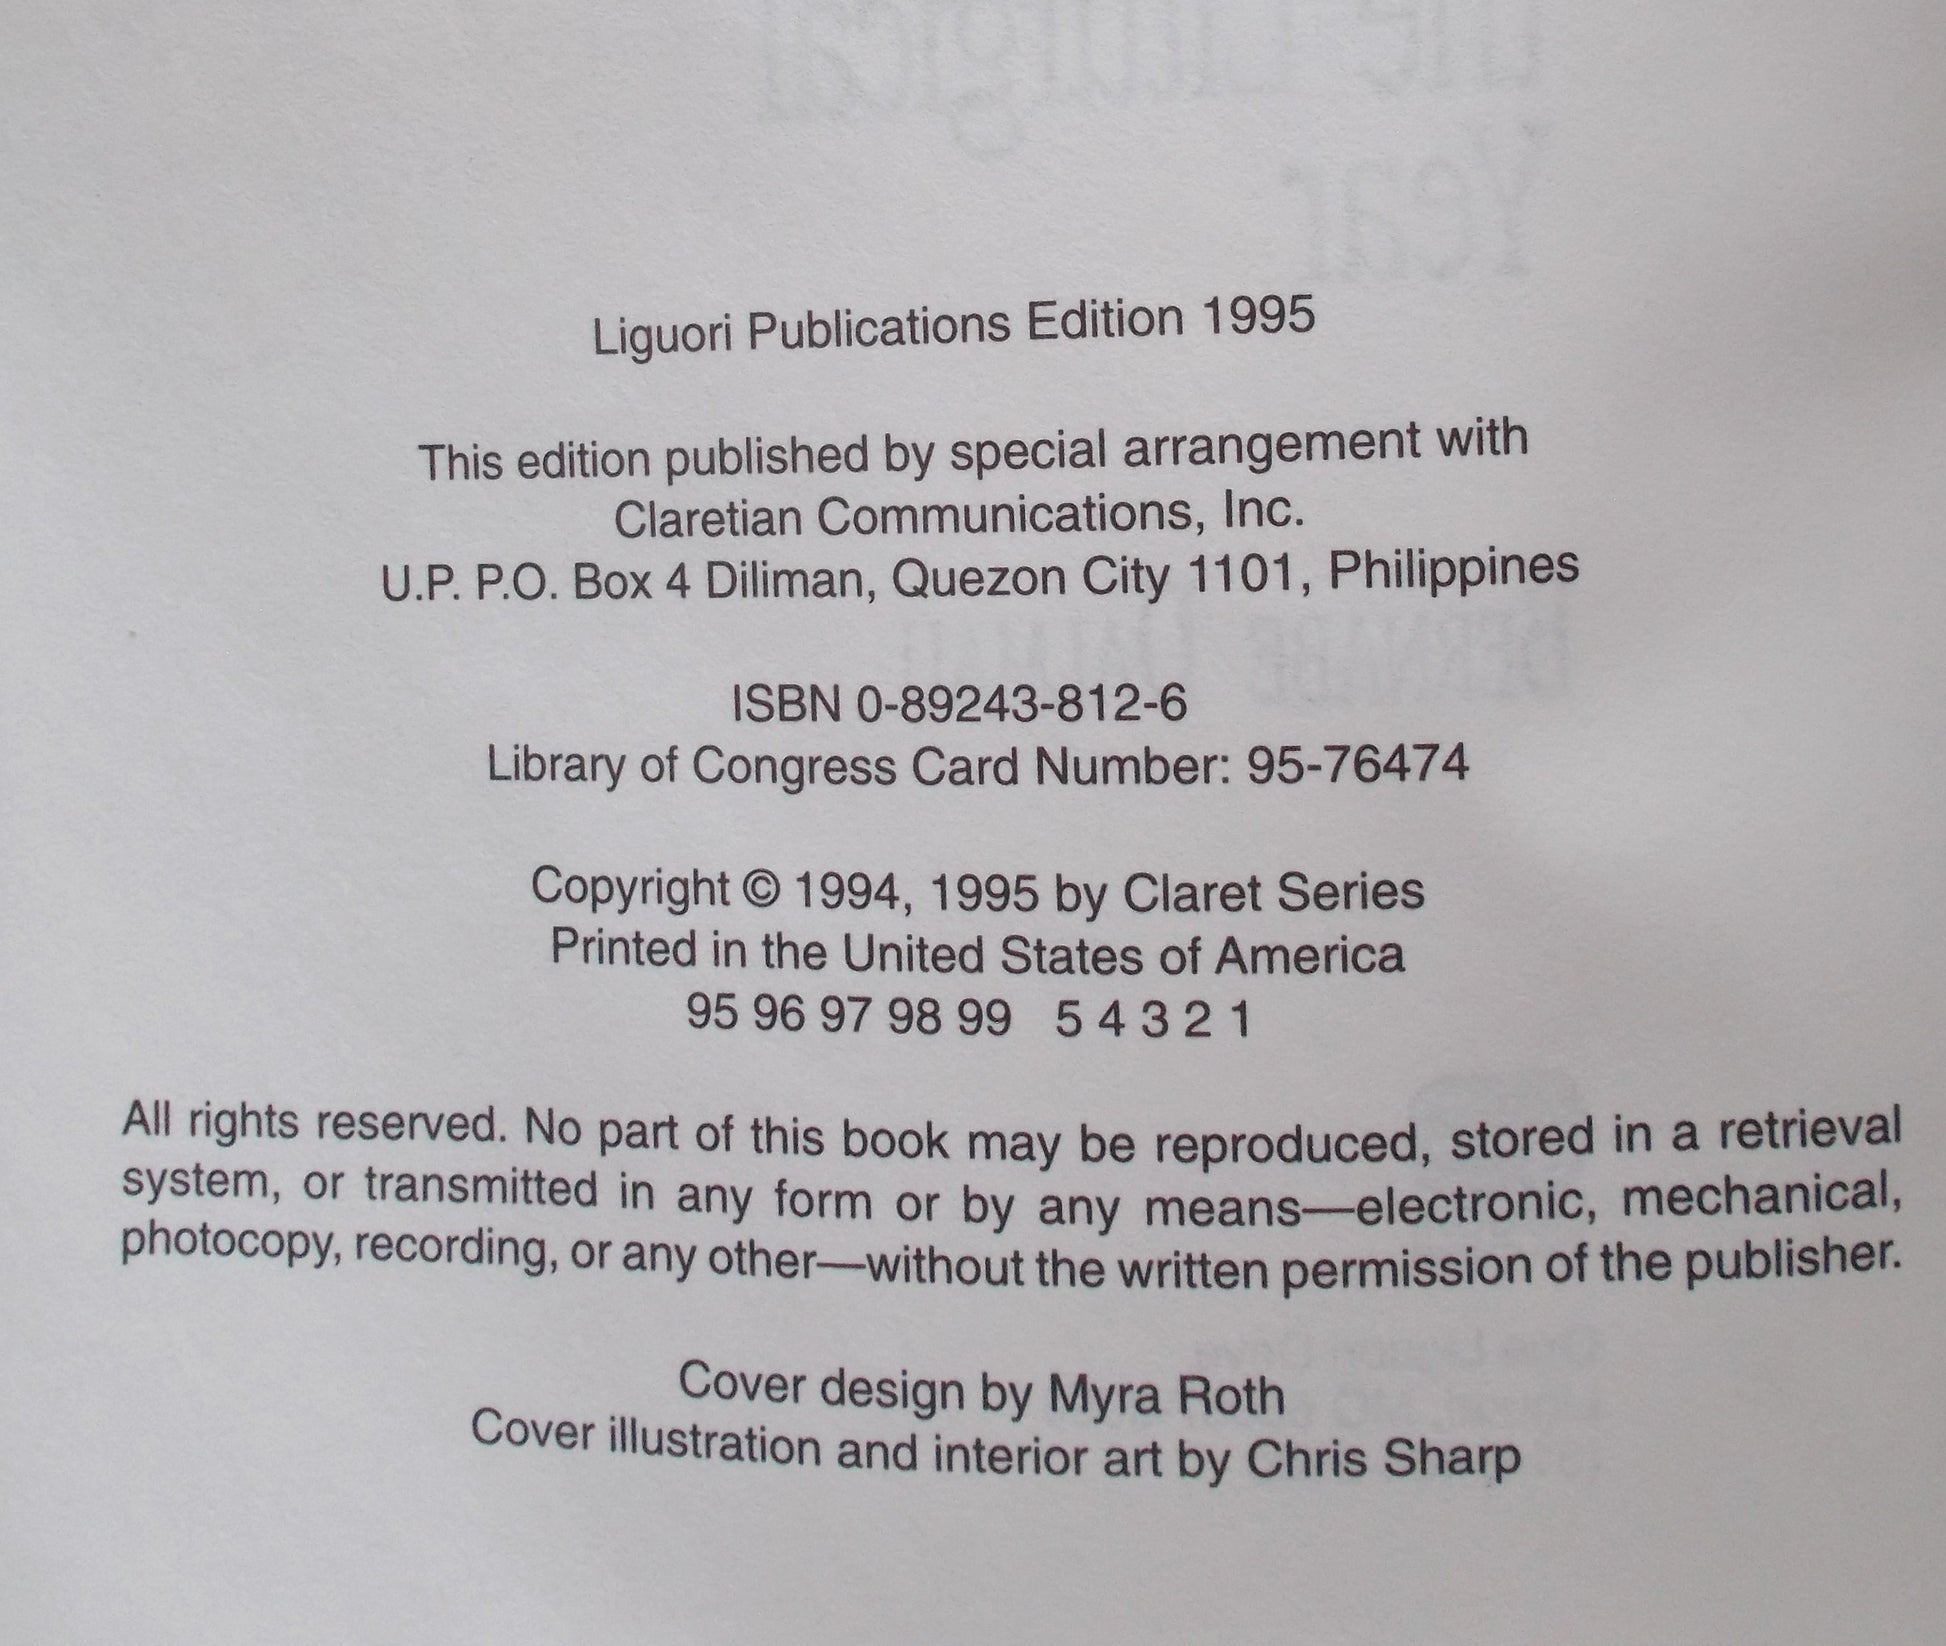 Liguori Publications Edition 1995
This edition published by special arrangement with
Claretian Communications, Inc.
U.P. P.O. Box 4 Diliman, Quezon City 1101, Philippines
ISBN 0-89243-812-6
Library of Congress Card Number: 95-76474
Copyright © 1994, 1995 by Claret Series
Printed in the United States of America
95 96 97 98 99 5 4 3 2 1
All rights reserved. No part of this book may be reproduced, stored in a retrieval
system, or transmitted in any form or by any means—electronic, mechanical,
photocopy, recording, or any other—without the written permission of the publisher.
Cover design by Myra Roth
Cover illustration and interior art by Chris Sharp